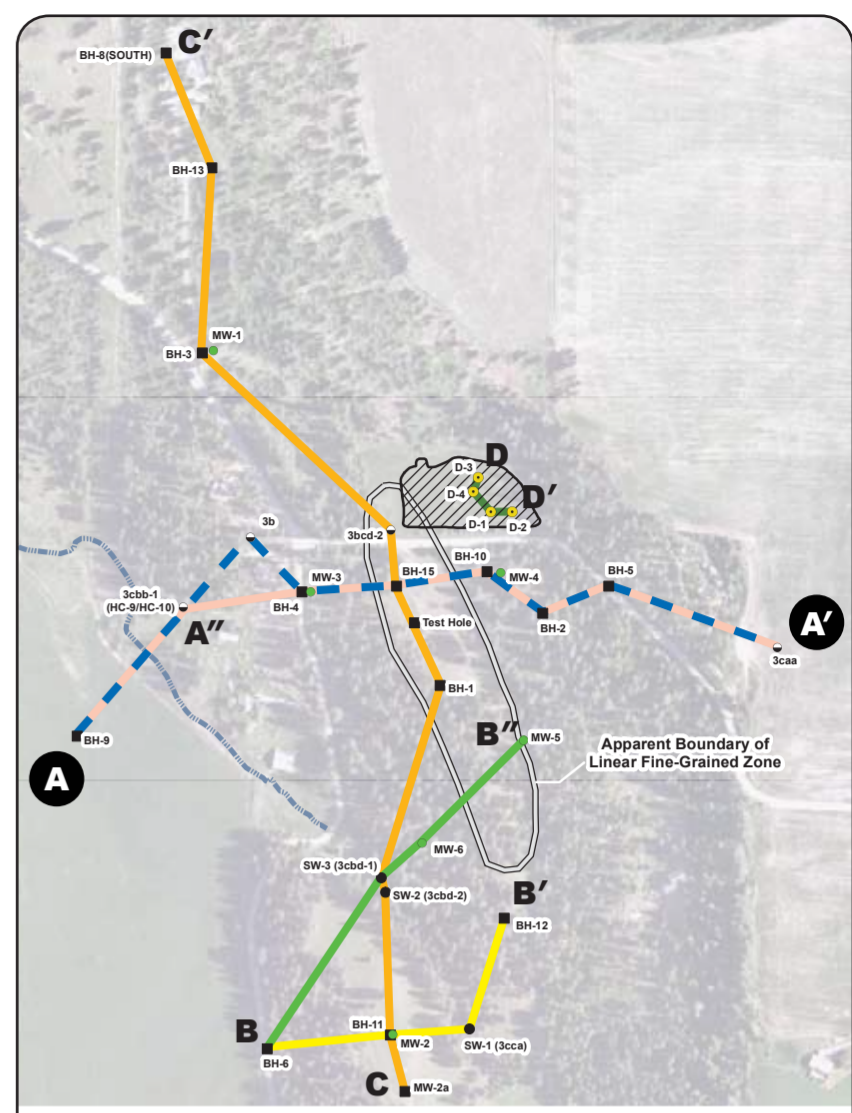 C′
BH-8(SOUTH)
BH-13
MW-1
BH-3
D
D-3
D-4
D′
D-1
D-2
3b
3bcd-2
BH-10
MW-3
BH-15
MW-4
BH-5
3cbb-1
(HC-9/HC-10)
BH-4
A″
Test Hole
BH-2
A′
3caa
BH-1
BH-9
B″
MW-5
A
Apparent Boundary of
Linear Fine-Grained Zone
MW-6
SW-3 (3cbd-1)
SW-2 (3cbd-2)
B′
BH-12
BH-11
B
MW-2
SW-1 (3cca)
BH-6
C
MW-2a